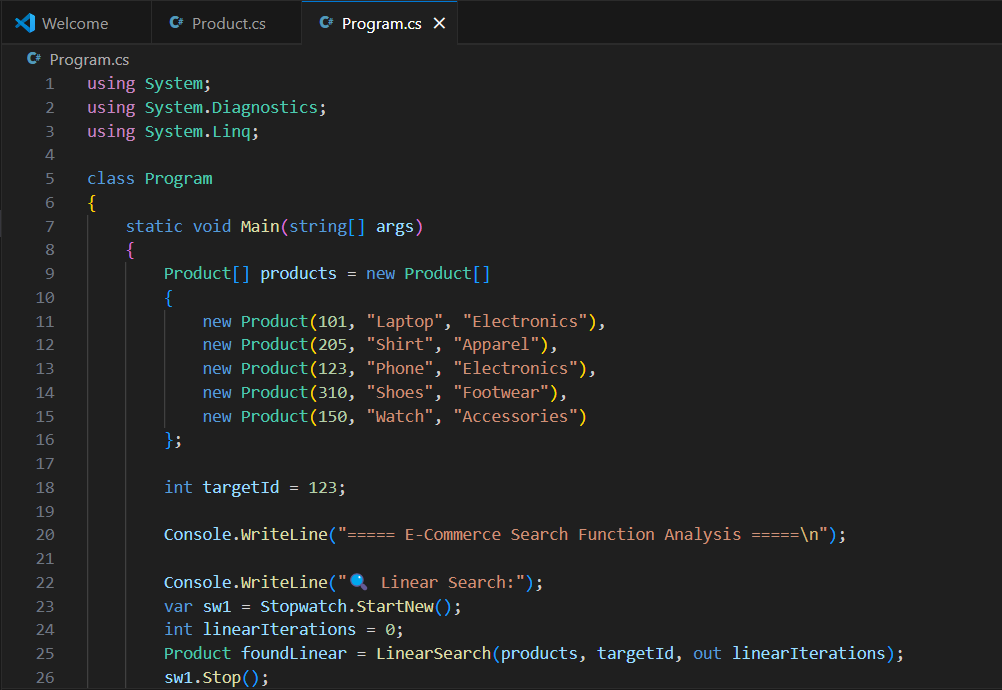 Welcome
C# Product.cs
C# Program.cs ×
C# Program.cs
1 using System;
2 using System.Diagnostics;
3 using System.Linq;
4
5 class Program
6 {
7     static void Main(string[] args)
8     {
9         Product[] products = new Product[]
10         {
11             new Product(101, "Laptop", "Electronics"),
12             new Product(205, "Shirt", "Apparel"),
13             new Product(123, "Phone", "Electronics"),
14             new Product(310, "Shoes", "Footwear"),
15             new Product(150, "Watch", "Accessories")
16         };
17
18         int targetId = 123;
19
20         Console.WriteLine("===== E-Commerce Search Function Analysis =====\n");
21
22         Console.WriteLine("🔍 Linear Search:");
23         var sw1 = Stopwatch.StartNew();
24         int linearIterations = 0;
25         Product foundLinear = LinearSearch(products, targetId, out linearIterations);
26         sw1.Stop();